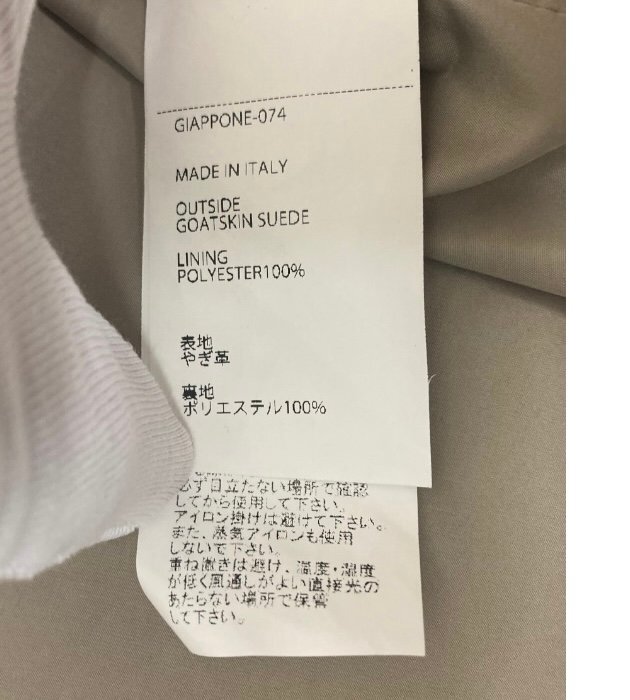 GIAPPONE-074
MADE IN ITALY
OUTSIDE
GOATSKIN SUEDE
LINING
POLYESTER100%
表地
やぎ革
裏地
ポリエステル100%
必ず目立たない場所で確認
してから使用して下さい。
アイロン掛けは避けて下さい。
また、蒸気アイロンも使用
しないで下さい。
重ね置きは避け、温度・湿度
が低く風通しがよい直接光の
あたらない場所で保管
して下さい。